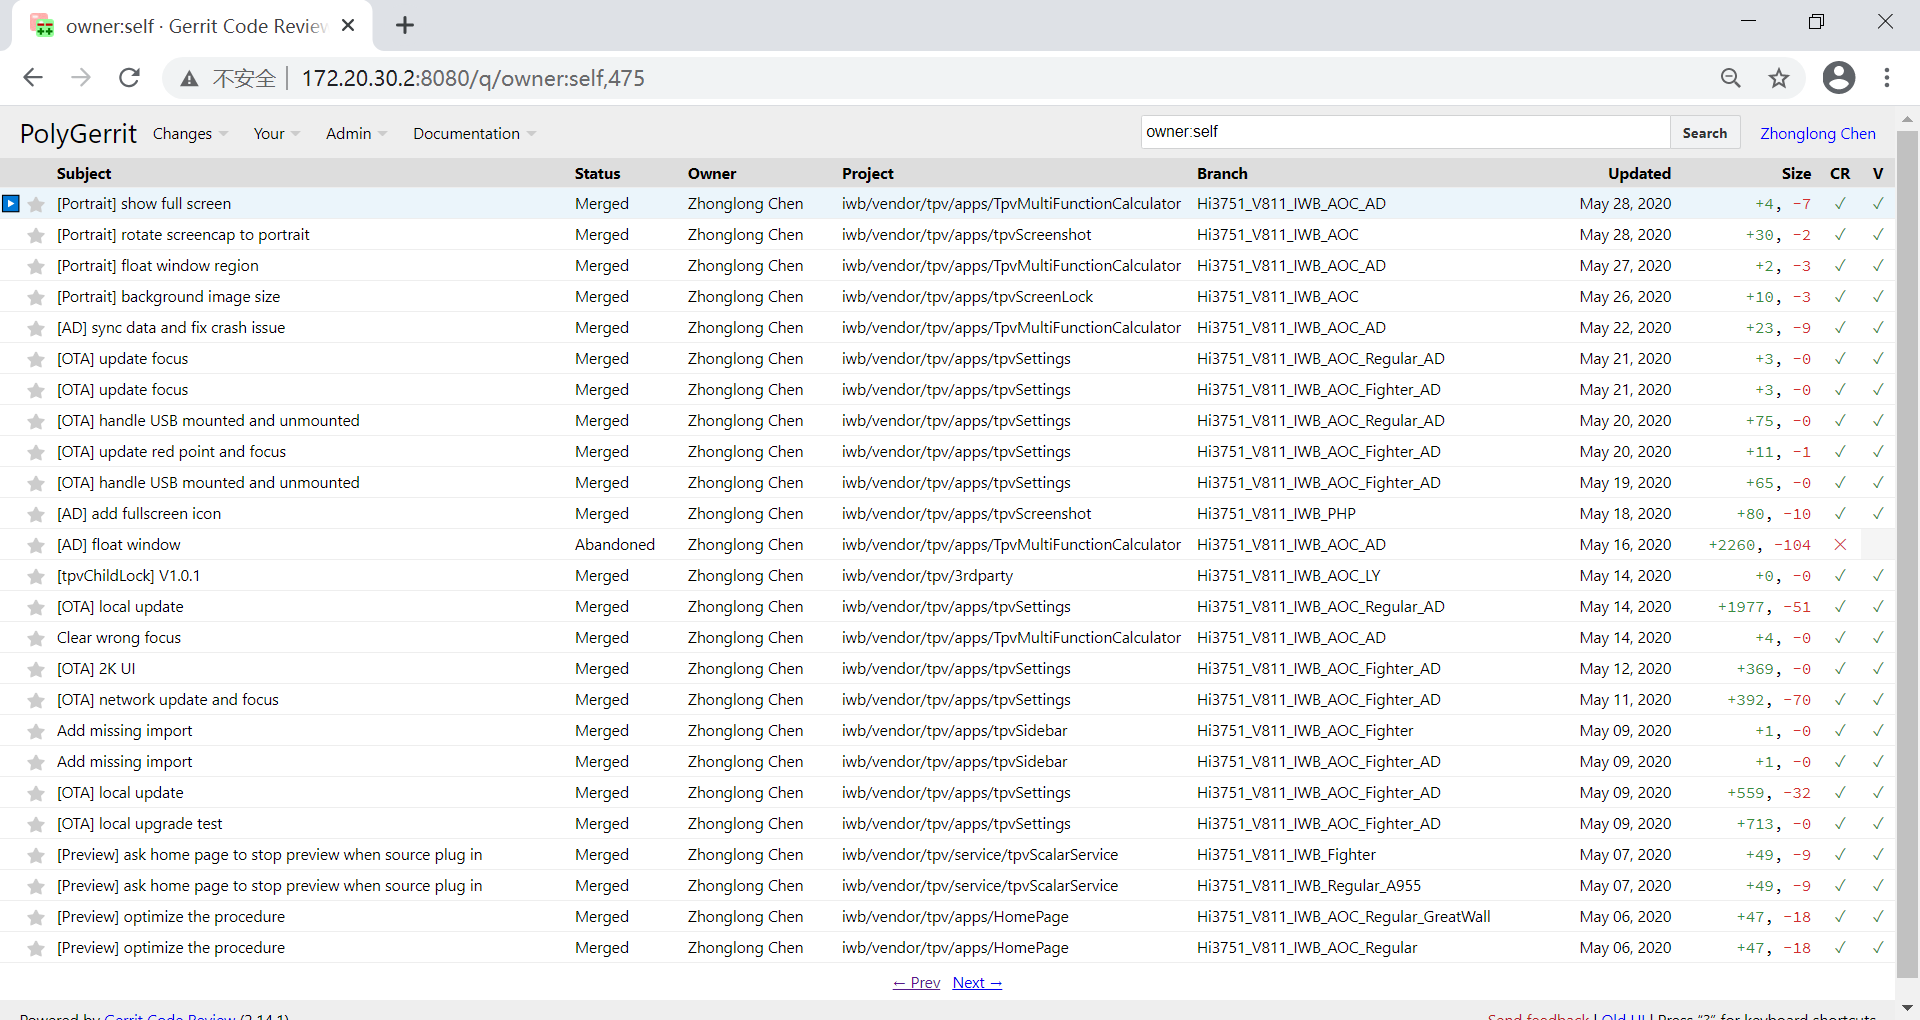 owner:self · Gerrit Code Review
不安全 172.20.30.2:8080/q/owner:self,475
PolyGerrit Changes Your Admin Documentation owner:self Search Zhonglong Chen
Subject Status Owner Project Branch Updated Size CR V
[Portrait] show full screen Merged Zhonglong Chen iwb/vendor/tpv/apps/TpvMultiFunctionCalculator Hi3751_V811_IWB_AOC_AD May 28, 2020 +4, -7 ✓ ✓
[Portrait] rotate screencap to portrait Merged Zhonglong Chen iwb/vendor/tpv/apps/tpvScreenshot Hi3751_V811_IWB_AOC May 28, 2020 +30, -2 ✓ ✓
[Portrait] float window region Merged Zhonglong Chen iwb/vendor/tpv/apps/TpvMultiFunctionCalculator Hi3751_V811_IWB_AOC_AD May 27, 2020 +2, -3 ✓ ✓
[Portrait] background image size Merged Zhonglong Chen iwb/vendor/tpv/apps/tpvScreenLock Hi3751_V811_IWB_AOC May 26, 2020 +10, -3 ✓ ✓
[AD] sync data and fix crash issue Merged Zhonglong Chen iwb/vendor/tpv/apps/TpvMultiFunctionCalculator Hi3751_V811_IWB_AOC_AD May 22, 2020 +23, -9 ✓ ✓
[OTA] update focus Merged Zhonglong Chen iwb/vendor/tpv/apps/tpvSettings Hi3751_V811_IWB_AOC_Regular_AD May 21, 2020 +3, -0 ✓ ✓
[OTA] update focus Merged Zhonglong Chen iwb/vendor/tpv/apps/tpvSettings Hi3751_V811_IWB_AOC_Fighter_AD May 21, 2020 +3, -0 ✓ ✓
[OTA] handle USB mounted and unmounted Merged Zhonglong Chen iwb/vendor/tpv/apps/tpvSettings Hi3751_V811_IWB_AOC_Regular_AD May 20, 2020 +75, -0 ✓ ✓
[OTA] update red point and focus Merged Zhonglong Chen iwb/vendor/tpv/apps/tpvSettings Hi3751_V811_IWB_AOC_Fighter_AD May 20, 2020 +11, -1 ✓ ✓
[OTA] handle USB mounted and unmounted Merged Zhonglong Chen iwb/vendor/tpv/apps/tpvSettings Hi3751_V811_IWB_AOC_Fighter_AD May 19, 2020 +65, -0 ✓ ✓
[AD] add fullscreen icon Merged Zhonglong Chen iwb/vendor/tpv/apps/tpvScreenshot Hi3751_V811_IWB_PHP May 18, 2020 +80, -10 ✓ ✓
[AD] float window Abandoned Zhonglong Chen iwb/vendor/tpv/apps/TpvMultiFunctionCalculator Hi3751_V811_IWB_AOC_AD May 16, 2020 +2260, -104 ✕
[tpvChildLock] V1.0.1 Merged Zhonglong Chen iwb/vendor/tpv/3rdparty Hi3751_V811_IWB_AOC_LY May 14, 2020 +0, -0 ✓ ✓
[OTA] local update Merged Zhonglong Chen iwb/vendor/tpv/apps/tpvSettings Hi3751_V811_IWB_AOC_Regular_AD May 14, 2020 +1977, -51 ✓ ✓
Clear wrong focus Merged Zhonglong Chen iwb/vendor/tpv/apps/TpvMultiFunctionCalculator Hi3751_V811_IWB_AOC_AD May 14, 2020 +4, -0 ✓ ✓
[OTA] 2K UI Merged Zhonglong Chen iwb/vendor/tpv/apps/tpvSettings Hi3751_V811_IWB_AOC_Fighter_AD May 12, 2020 +369, -0 ✓ ✓
[OTA] network update and focus Merged Zhonglong Chen iwb/vendor/tpv/apps/tpvSettings Hi3751_V811_IWB_AOC_Fighter_AD May 11, 2020 +392, -70 ✓ ✓
Add missing import Merged Zhonglong Chen iwb/vendor/tpv/apps/tpvSidebar Hi3751_V811_IWB_AOC_Fighter May 09, 2020 +1, -0 ✓ ✓
Add missing import Merged Zhonglong Chen iwb/vendor/tpv/apps/tpvSidebar Hi3751_V811_IWB_AOC_Fighter_AD May 09, 2020 +1, -0 ✓ ✓
[OTA] local update Merged Zhonglong Chen iwb/vendor/tpv/apps/tpvSettings Hi3751_V811_IWB_AOC_Fighter_AD May 09, 2020 +559, -32 ✓ ✓
[OTA] local upgrade test Merged Zhonglong Chen iwb/vendor/tpv/apps/tpvSettings Hi3751_V811_IWB_AOC_Fighter_AD May 09, 2020 +713, -0 ✓ ✓
[Preview] ask home page to stop preview when source plug in Merged Zhonglong Chen iwb/vendor/tpv/service/tpvScalarService Hi3751_V811_IWB_Fighter May 07, 2020 +49, -9 ✓ ✓
[Preview] ask home page to stop preview when source plug in Merged Zhonglong Chen iwb/vendor/tpv/service/tpvScalarService Hi3751_V811_IWB_Regular_A955 May 07, 2020 +49, -9 ✓ ✓
[Preview] optimize the procedure Merged Zhonglong Chen iwb/vendor/tpv/apps/HomePage Hi3751_V811_IWB_AOC_Regular_GreatWall May 06, 2020 +47, -18 ✓ ✓
[Preview] optimize the procedure Merged Zhonglong Chen iwb/vendor/tpv/apps/HomePage Hi3751_V811_IWB_AOC_Regular May 06, 2020 +47, -18 ✓ ✓
← Prev Next →
Powered by Gerrit Code Review (2.14.1) Send feedback | Old UI | Press “?” for keyboard shortcuts